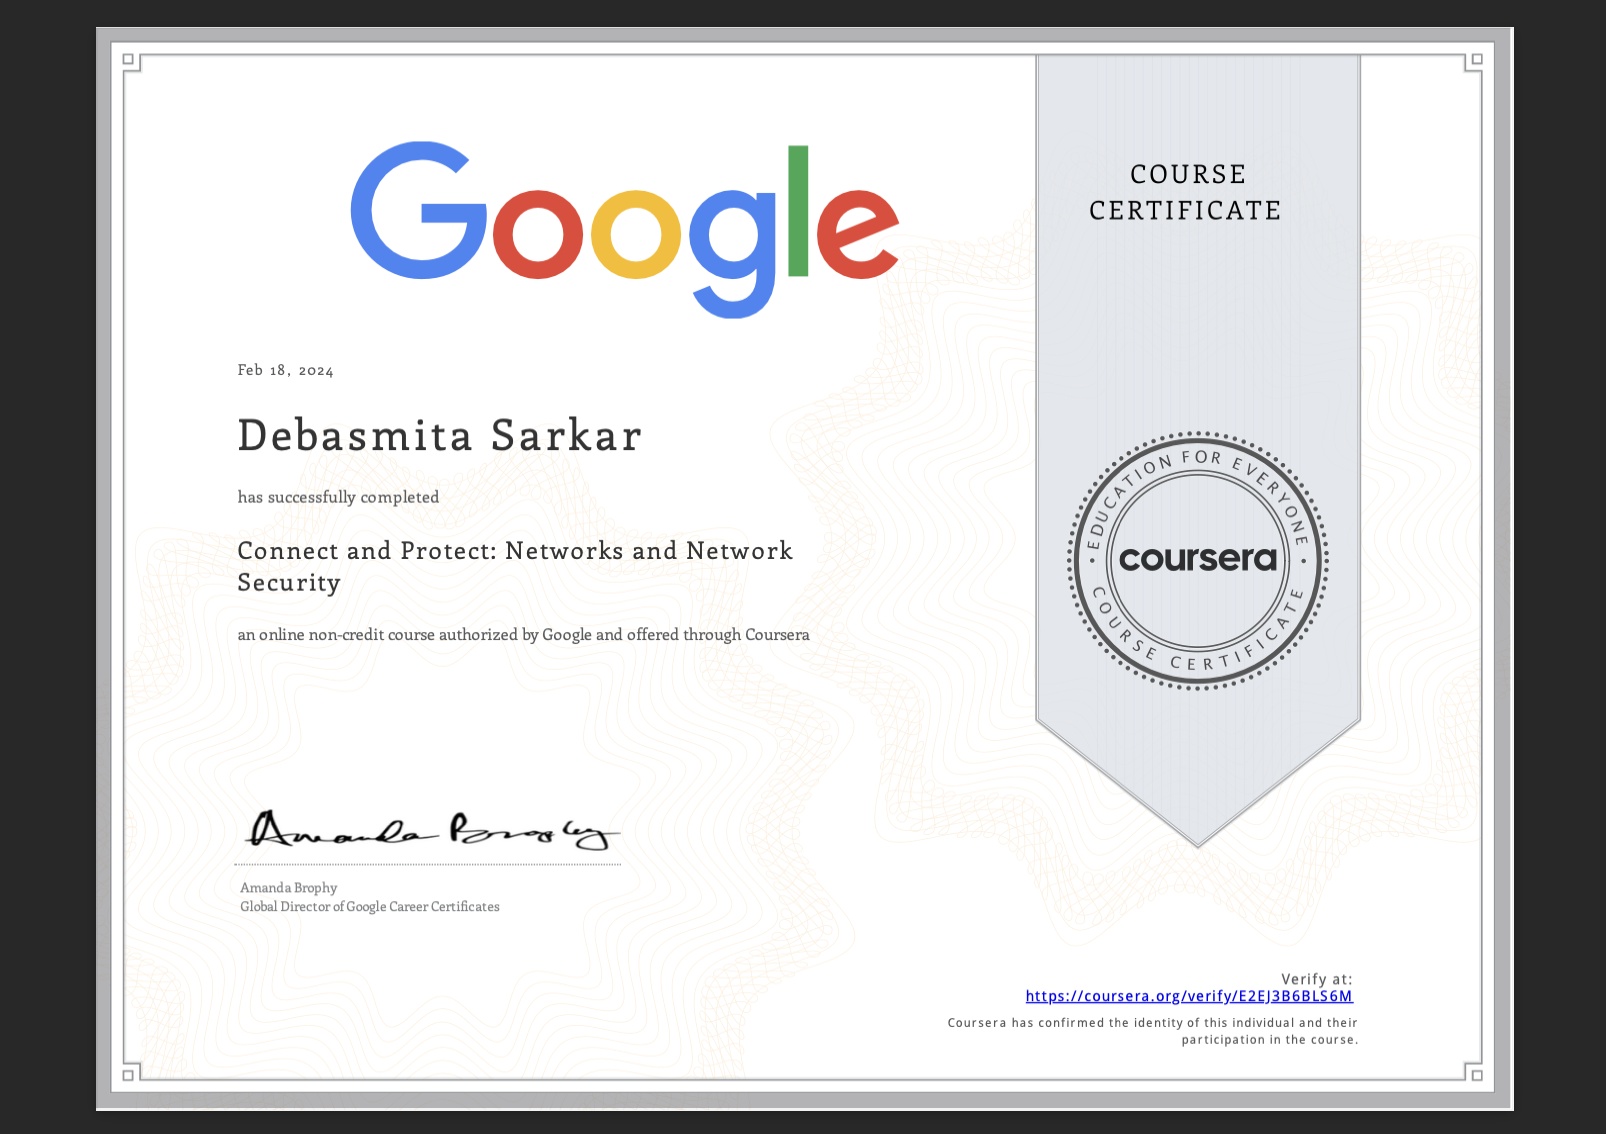 Google
COURSE
CERTIFICATE
Feb 18, 2024
Debasmita Sarkar
has successfully completed
Connect and Protect: Networks and Network
Security
an online non-credit course authorized by Google and offered through Coursera
EDUCATION FOR EVERYONE
coursera
COURSE CERTIFICATE
Amanda Brophy
Amanda Brophy
Global Director of Google Career Certificates
Verify at:
https://coursera.org/verify/E2EJ3B6BLS6M
Coursera has confirmed the identity of this individual and their
participation in the course.